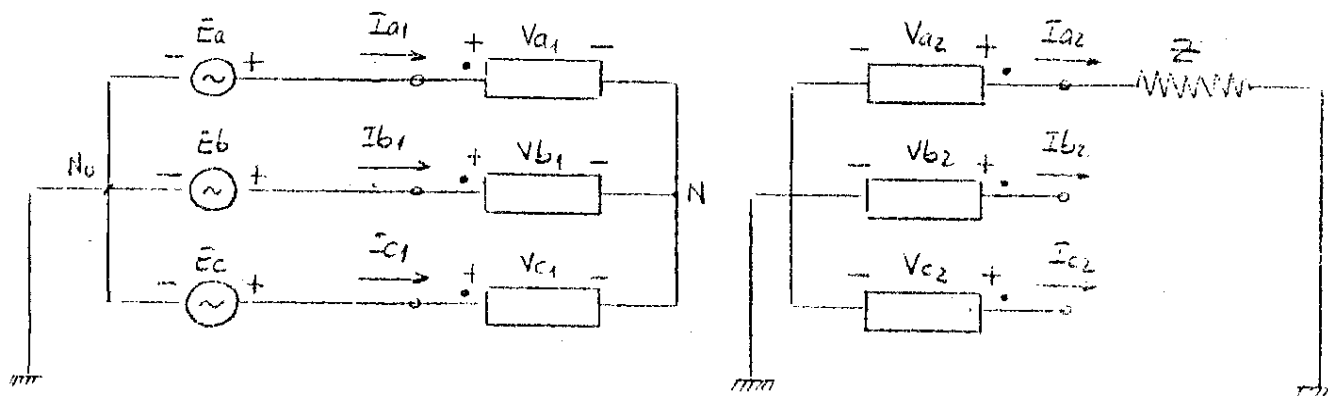 Ea Ia1 Va1 Va2 Ia2 Z
- + + - - +
Eb Ib1 Vb1 Vb2 Ib2
N0 - + + - N - +
Ec Ic1 Vc1 Vc2 Ic2
- + + - - +